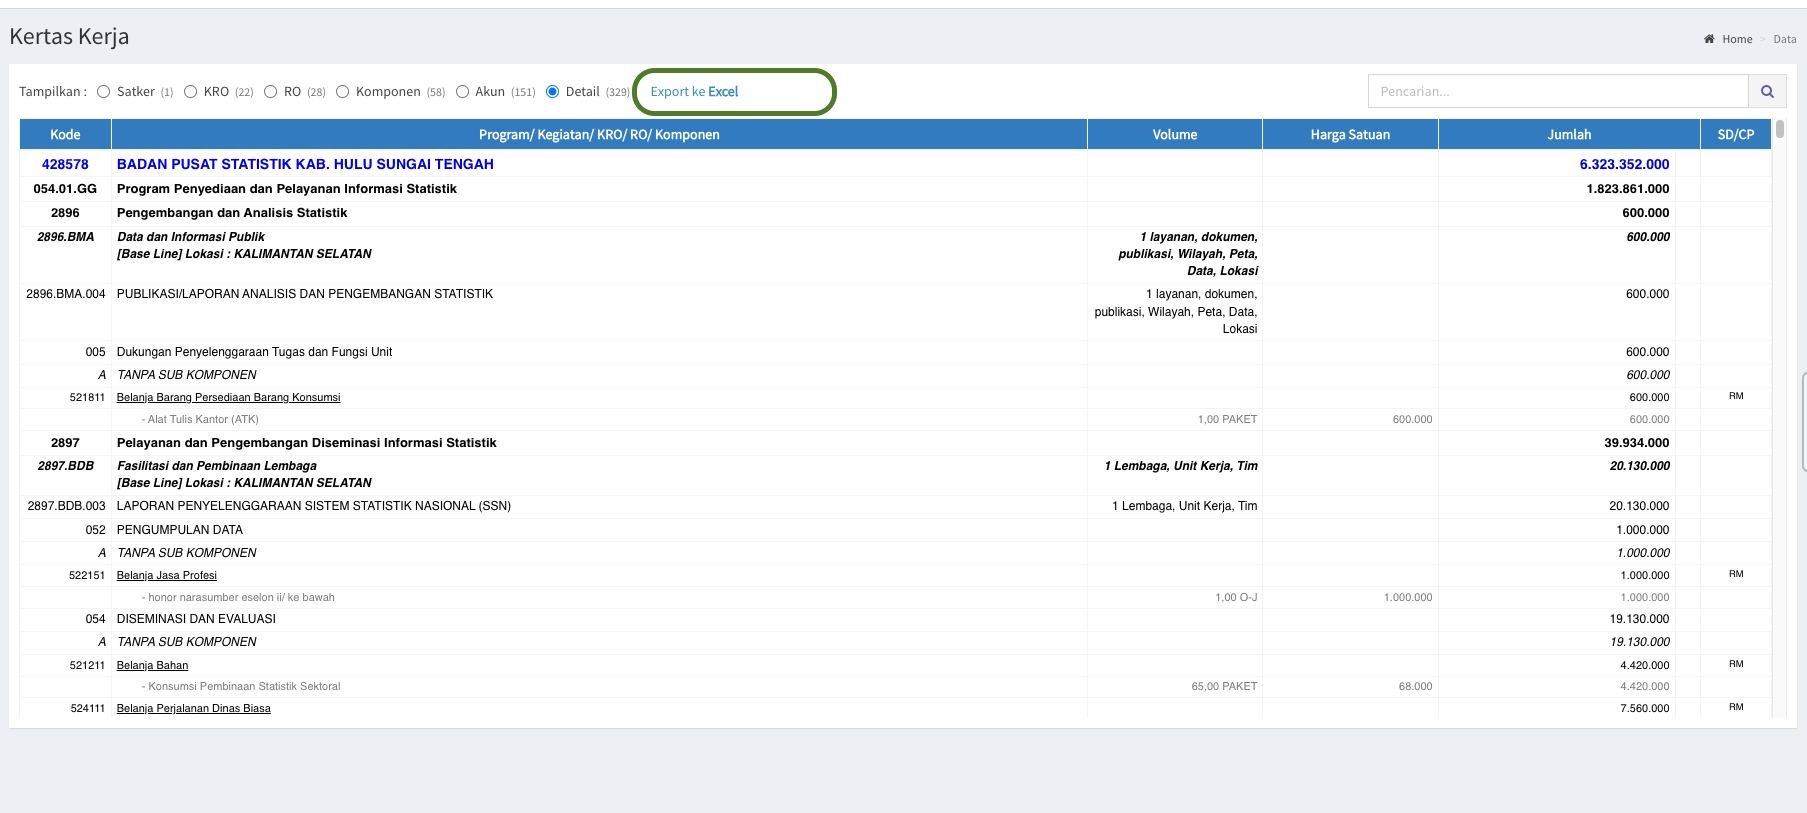 Kertas Kerja
Home > Data
Tampilkan : Satker (1) KRO (22) RO (28) Komponen (58) Akun (151) Detail (329) Export ke Excel Pencarian...
Kode Program/ Kegiatan/ KRO/ RO/ Komponen Volume Harga Satuan Jumlah SD/CP
428578 BADAN PUSAT STATISTIK KAB. HULU SUNGAI TENGAH 6.323.352.000
054.01.GG Program Penyediaan dan Pelayanan Informasi Statistik 1.823.861.000
2896 Pengembangan dan Analisis Statistik 600.000
2896.BMA Data dan Informasi Publik 1 layanan, dokumen, 600.000
[Base Line] Lokasi : KALIMANTAN SELATAN publikasi, Wilayah, Peta,
Data, Lokasi
2896.BMA.004 PUBLIKASI/LAPORAN ANALISIS DAN PENGEMBANGAN STATISTIK 1 layanan, dokumen, 600.000
publikasi, Wilayah, Peta, Data,
Lokasi
005 Dukungan Penyelenggaraan Tugas dan Fungsi Unit 600.000
A TANPA SUB KOMPONEN 600.000
521811 Belanja Barang Persediaan Barang Konsumsi 600.000 RM
- Alat Tulis Kantor (ATK) 1,00 PAKET 600.000 600.000
2897 Pelayanan dan Pengembangan Diseminasi Informasi Statistik 39.934.000
2897.BDB Fasilitasi dan Pembinaan Lembaga 1 Lembaga, Unit Kerja, Tim 20.130.000
[Base Line] Lokasi : KALIMANTAN SELATAN
2897.BDB.003 LAPORAN PENYELENGGARAAN SISTEM STATISTIK NASIONAL (SSN) 1 Lembaga, Unit Kerja, Tim 20.130.000
052 PENGUMPULAN DATA 1.000.000
A TANPA SUB KOMPONEN 1.000.000
522151 Belanja Jasa Profesi 1.000.000 RM
- honor narasumber eselon ii/ ke bawah 1,00 O-J 1.000.000 1.000.000
054 DISEMINASI DAN EVALUASI 19.130.000
A TANPA SUB KOMPONEN 19.130.000
521211 Belanja Bahan 4.420.000 RM
- Konsumsi Pembinaan Statistik Sektoral 65,00 PAKET 68.000 4.420.000
524111 Belanja Perjalanan Dinas Biasa 7.560.000 RM